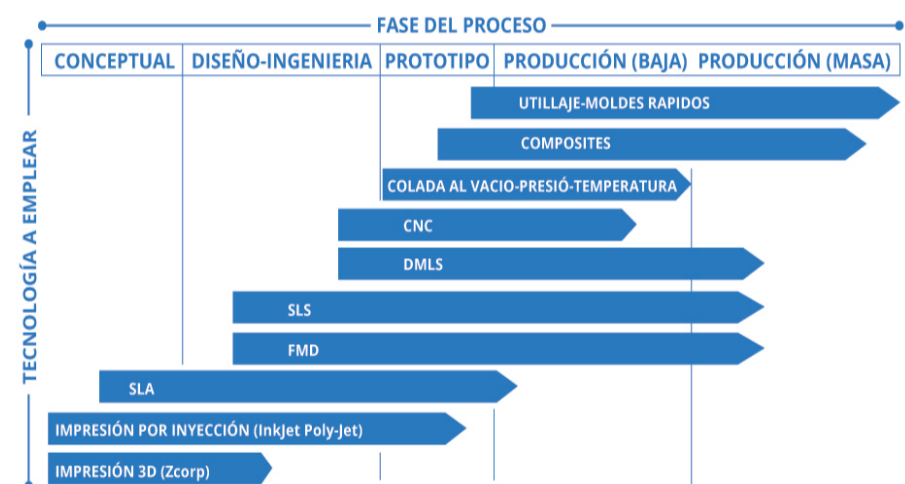 FASE DEL PROCESO
CONCEPTUAL
DISEÑO-INGENIERIA
PROTOTIPO
PRODUCCIÓN (BAJA)
PRODUCCIÓN (MASA)
TECNOLOGÍA A EMPLEAR
UTILLAJE-MOLDES RAPIDOS
COMPOSITES
COLADA AL VACIO-PRESIÓ-TEMPERATURA
CNC
DMLS
SLS
FMD
SLA
IMPRESIÓN POR INYECCIÓN (InkJet Poly-Jet)
IMPRESIÓN 3D (Zcorp)